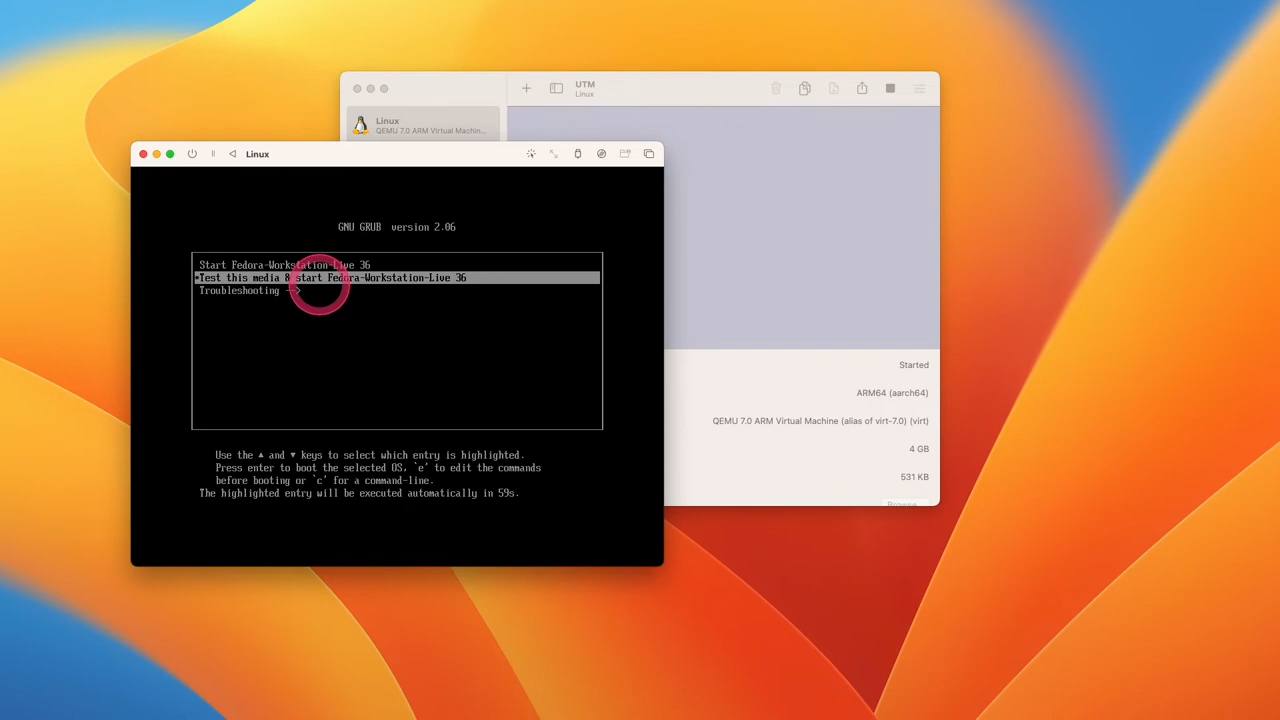 UTM
Linux
Linux
QEMU 7.0 ARM Virtual Machin...
Linux
GNU GRUB version 2.06
Start Fedora-Workstation-Live 36
*Test this media & start Fedora-Workstation-Live 36
Troubleshooting -->
Use the ▲ and ▼ keys to select which entry is highlighted.
Press enter to boot the selected OS, `e' to edit the commands
before booting or `c' for a command-line.
The highlighted entry will be executed automatically in 59s.
Started
ARM64 (aarch64)
QEMU 7.0 ARM Virtual Machine (alias of virt-7.0) (virt)
4 GB
531 KB
Browse...